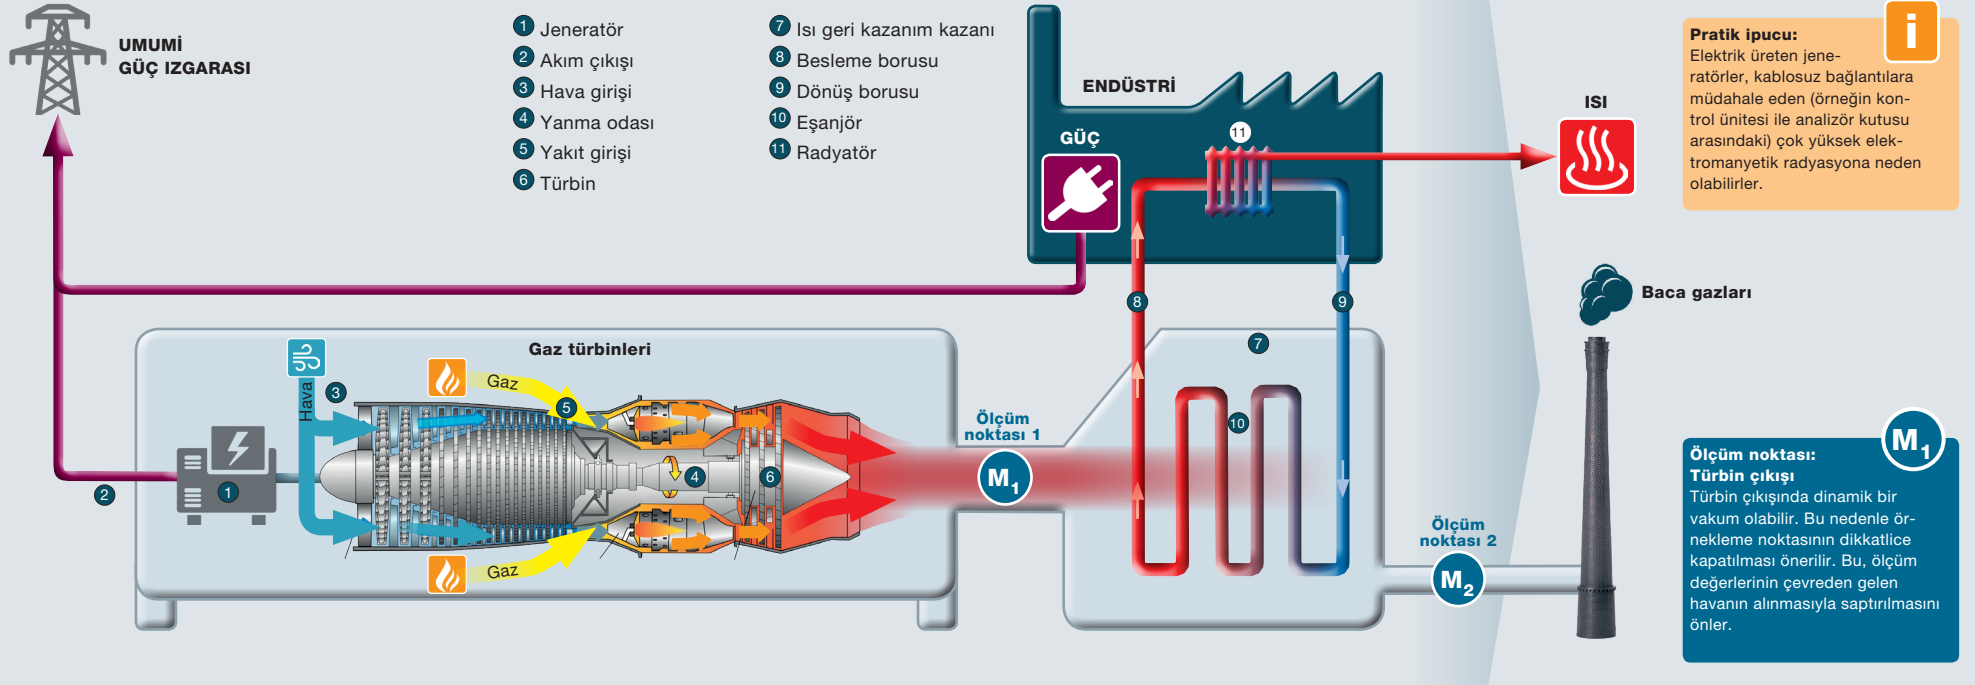 UMUMİ
GÜÇ IZGARASI
1 Jeneratör
2 Akım çıkışı
3 Hava girişi
4 Yanma odası
5 Yakıt girişi
6 Türbin
7 Isı geri kazanım kazanı
8 Besleme borusu
9 Dönüş borusu
10 Eşanjör
11 Radyatör
ENDÜSTRİ
GÜÇ
11
ISI
i
Pratik ipucu:
Elektrik üreten jene-
ratörler, kablosuz bağlantılara
müdahale eden (örneğin kon-
trol ünitesi ile analizör kutusu
arasındaki) çok yüksek elek-
tromanyetik radyasyona neden
olabilirler.
8
9
Baca gazları
Gaz türbinleri
7
Hava
3
Gaz
5
Ölçüm
noktası 1
M1
10
4
6
1
2
Gaz
Ölçüm
noktası 2
M2
M1
Ölçüm noktası:
Türbin çıkışı
Türbin çıkışında dinamik bir
vakum olabilir. Bu nedenle ör-
nekleme noktasının dikkatlice
kapatılması önerilir. Bu, ölçüm
değerlerinin çevreden gelen
havanın alınmasıyla saptırılmasını
önler.